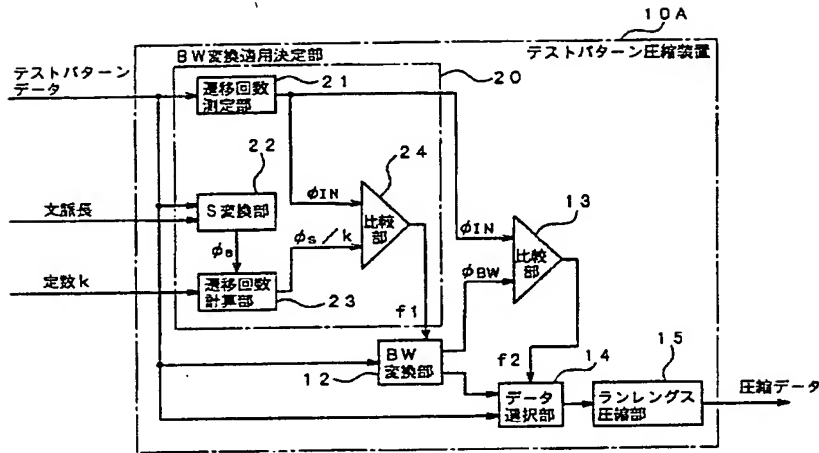 10A
BW変換適用決定部
テストパターン圧縮装置
20
テストパターン
データ
21
遷移回数
測定部
22
24
S変換部
文脈長
φIN
比較部
13
φIN
φs
φs/k
φBW
比較部
定数k
遷移回数
計算部
23
f1
BW
変換部
12
f2
14
15
データ
選択部
ランレングス
圧縮部
圧縮データ